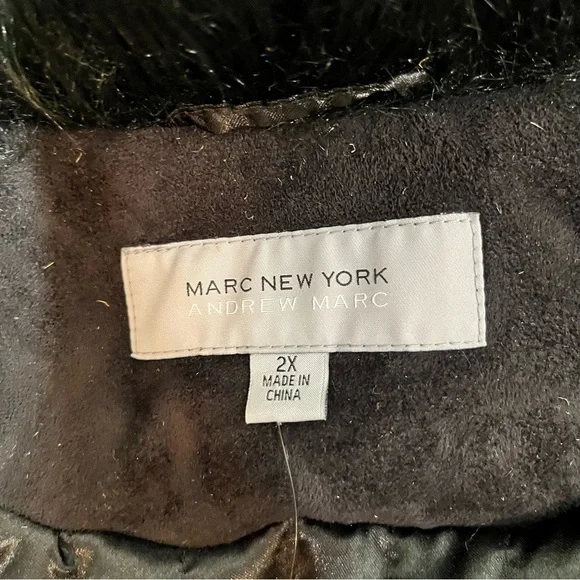 MARC NEW YORK
ANDREW MARC
2X
MADE IN
CHINA